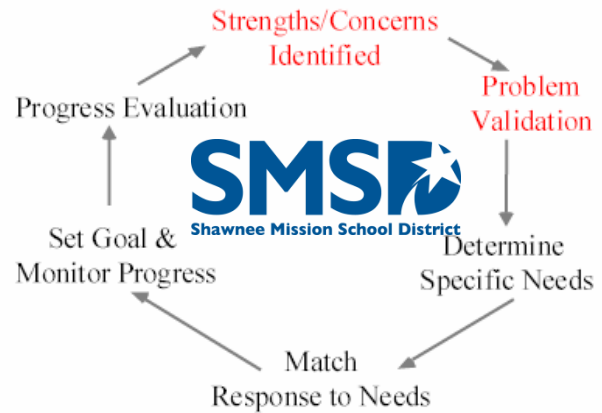 Strengths/Concerns
Identified
Problem
Validation
Determine
Specific Needs
Match
Response to Needs
Set Goal &
Monitor Progress
Progress Evaluation
SMSD
Shawnee Mission School District